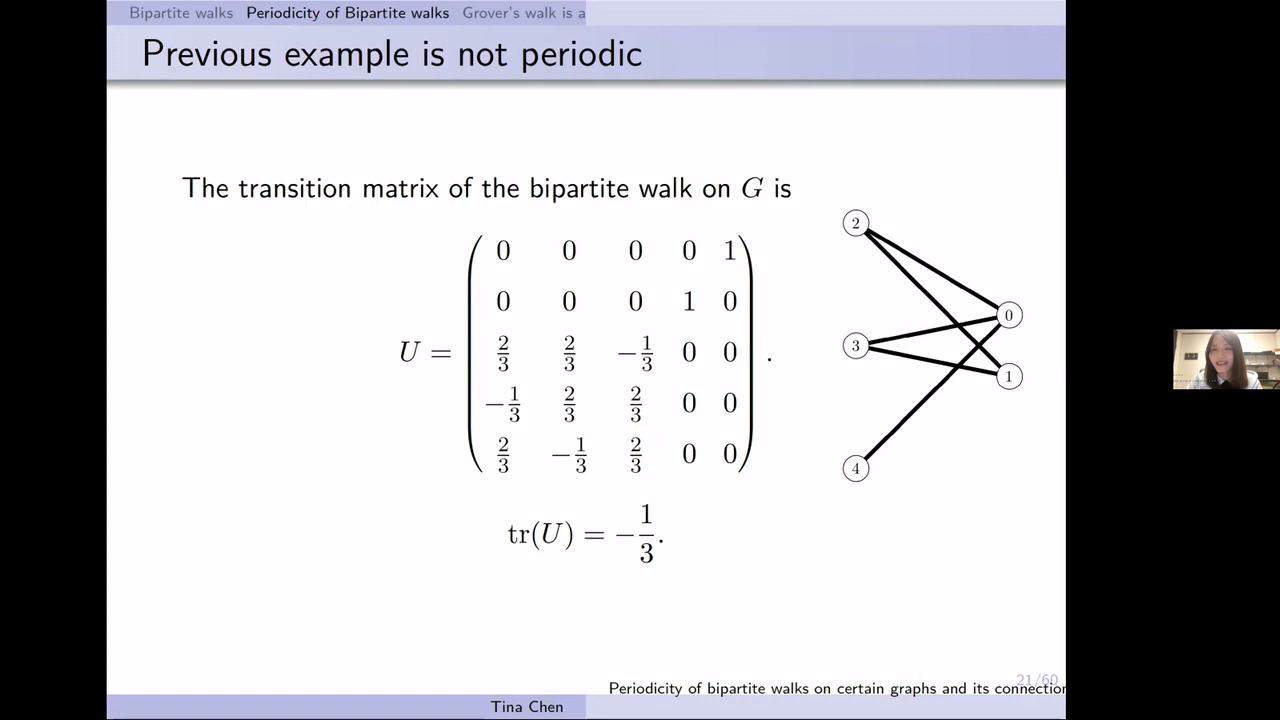 Bipartite walks Periodicity of Bipartite walks Grover's walk is a
Previous example is not periodic
The transition matrix of the bipartite walk on G is
U = 
0 0 0 0 1
0 0 0 1 0
2/3 2/3 −1/3 0 0
−1/3 2/3 2/3 0 0
2/3 −1/3 2/3 0 0
.
tr(U) = −1/3.
2
0
3
1
4
21/60
Periodicity of bipartite walks on certain graphs and its connection
Tina Chen